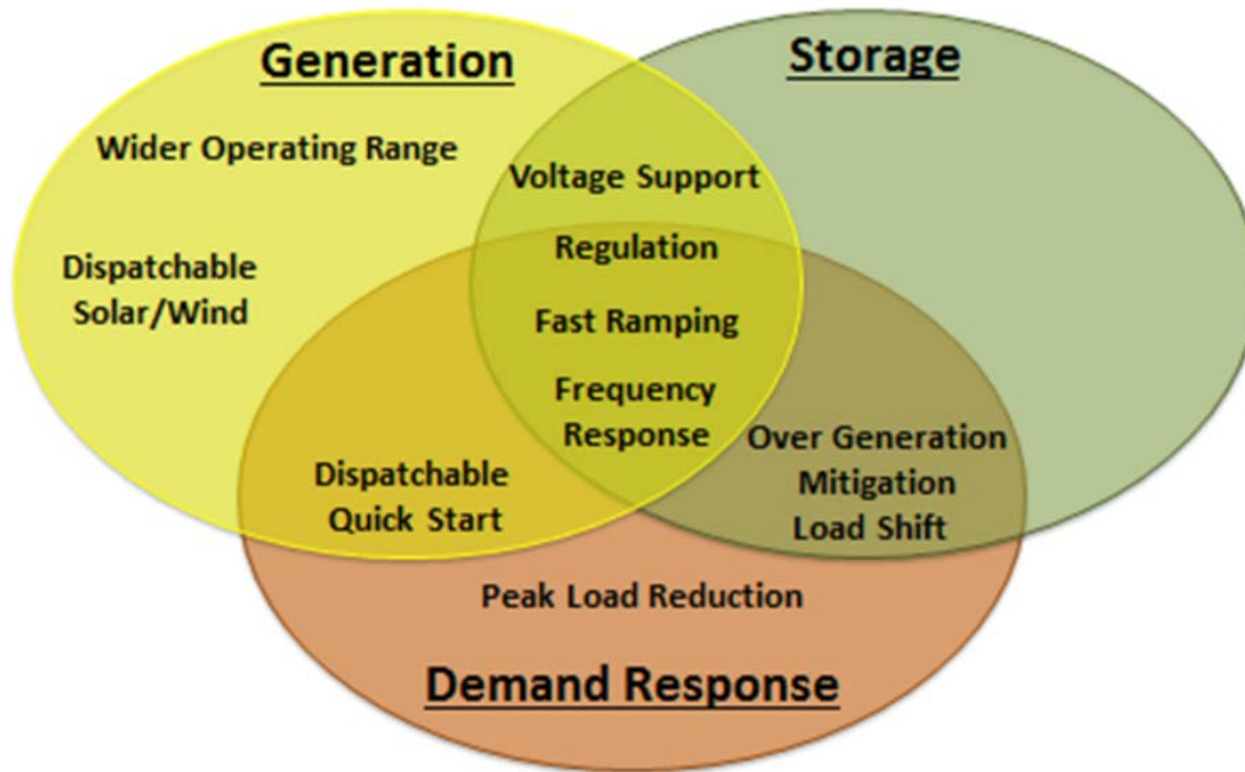 Generation
Storage
Wider Operating Range
Voltage Support
Regulation
Dispatchable
Solar/Wind
Fast Ramping
Frequency
Response
Over Generation
Mitigation
Load Shift
Dispatchable
Quick Start
Peak Load Reduction
Demand Response